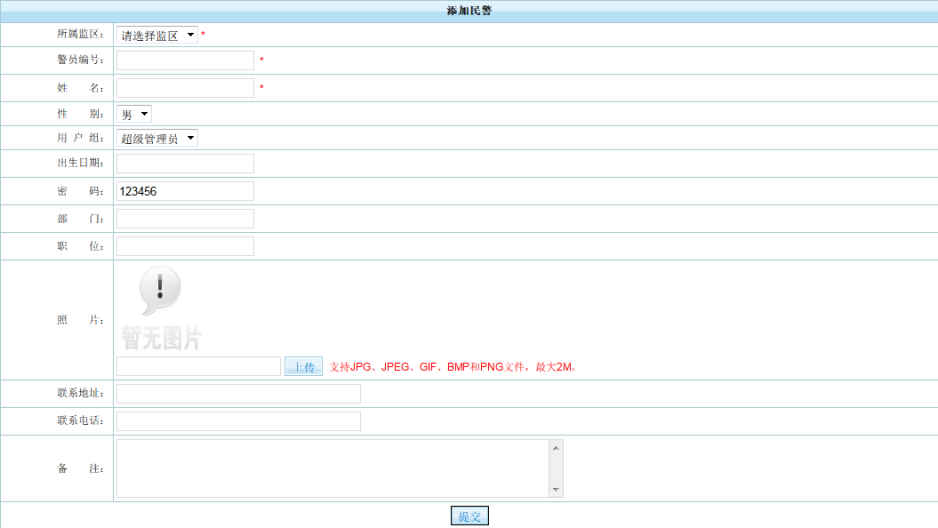 添加民警
所属监区： 请选择监区 *
警员编号： *
姓 名： *
性 别： 男
用 户 组： 超级管理员
出生日期：
密 码： 123456
部 门：
职 位：
暂无图片
照 片：
上传 支持JPG、JPEG、GIF、BMP和PNG文件，最大2M。
联系地址：
联系电话：
备 注：
提交